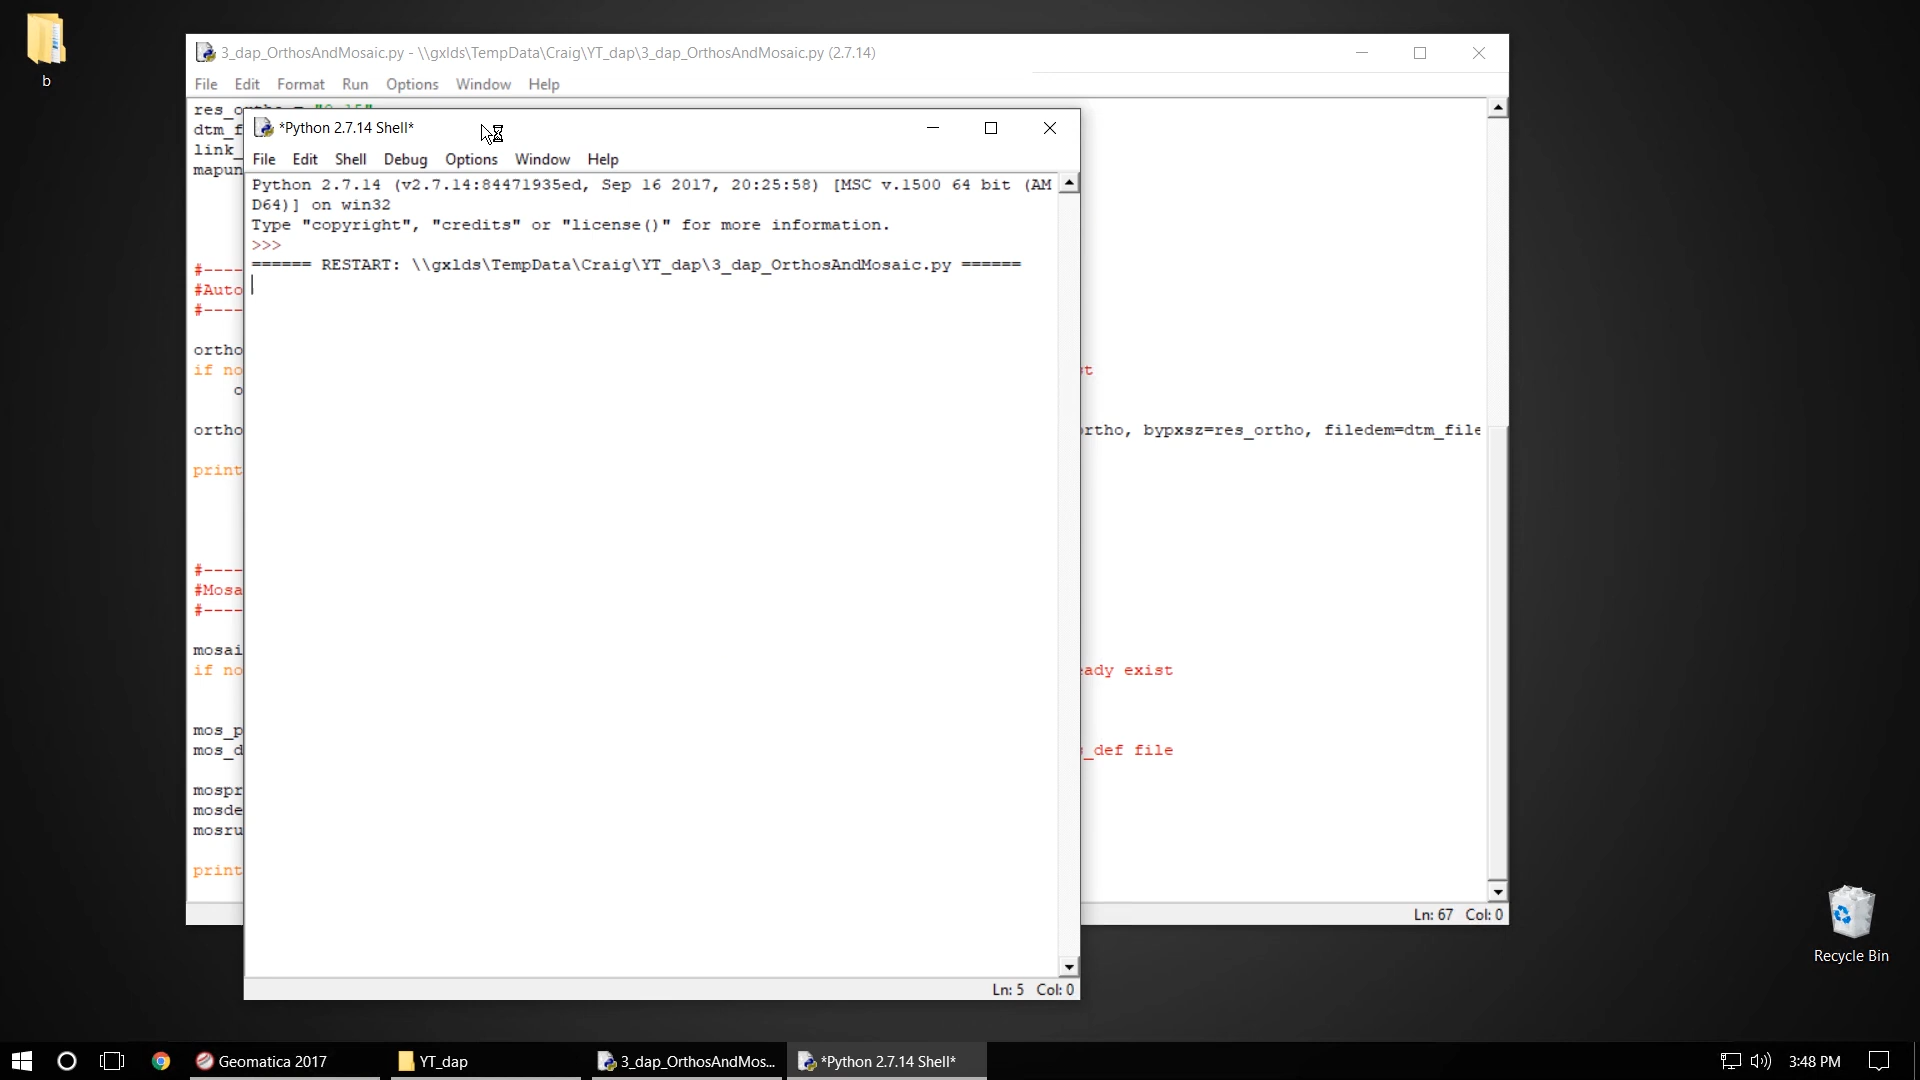 b
3_dap_OrthosAndMosaic.py - \\gxlds\TempData\Craig\YT_dap\3_dap_OrthosAndMosaic.py (2.7.14)
File Edit Format Run Options Window Help
dtm_f
link_
mapun
*Python 2.7.14 Shell*
File Edit Shell Debug Options Window Help
Python 2.7.14 (v2.7.14:84471935ed, Sep 16 2017, 20:25:58) [MSC v.1500 64 bit (AM
D64)] on win32
Type "copyright", "credits" or "license()" for more information.
>>>
====== RESTART: \\gxlds\TempData\Craig\YT_dap\3_dap_OrthosAndMosaic.py ======
#----
#Auto
#----
ortho
if no
o
ortho
rtho, bypxsz=res_ortho, filedem=dtm_file
print
#----
#Mosa
#----
mosai
if no
ady exist
mos_p
mos_d
_def file
mospr
mosde
mosru
print
Ln: 67 Col: 0
Ln: 5 Col: 0
Recycle Bin
Geomatica 2017
YT_dap
3_dap_OrthosAndMos...
*Python 2.7.14 Shell*
3:48 PM